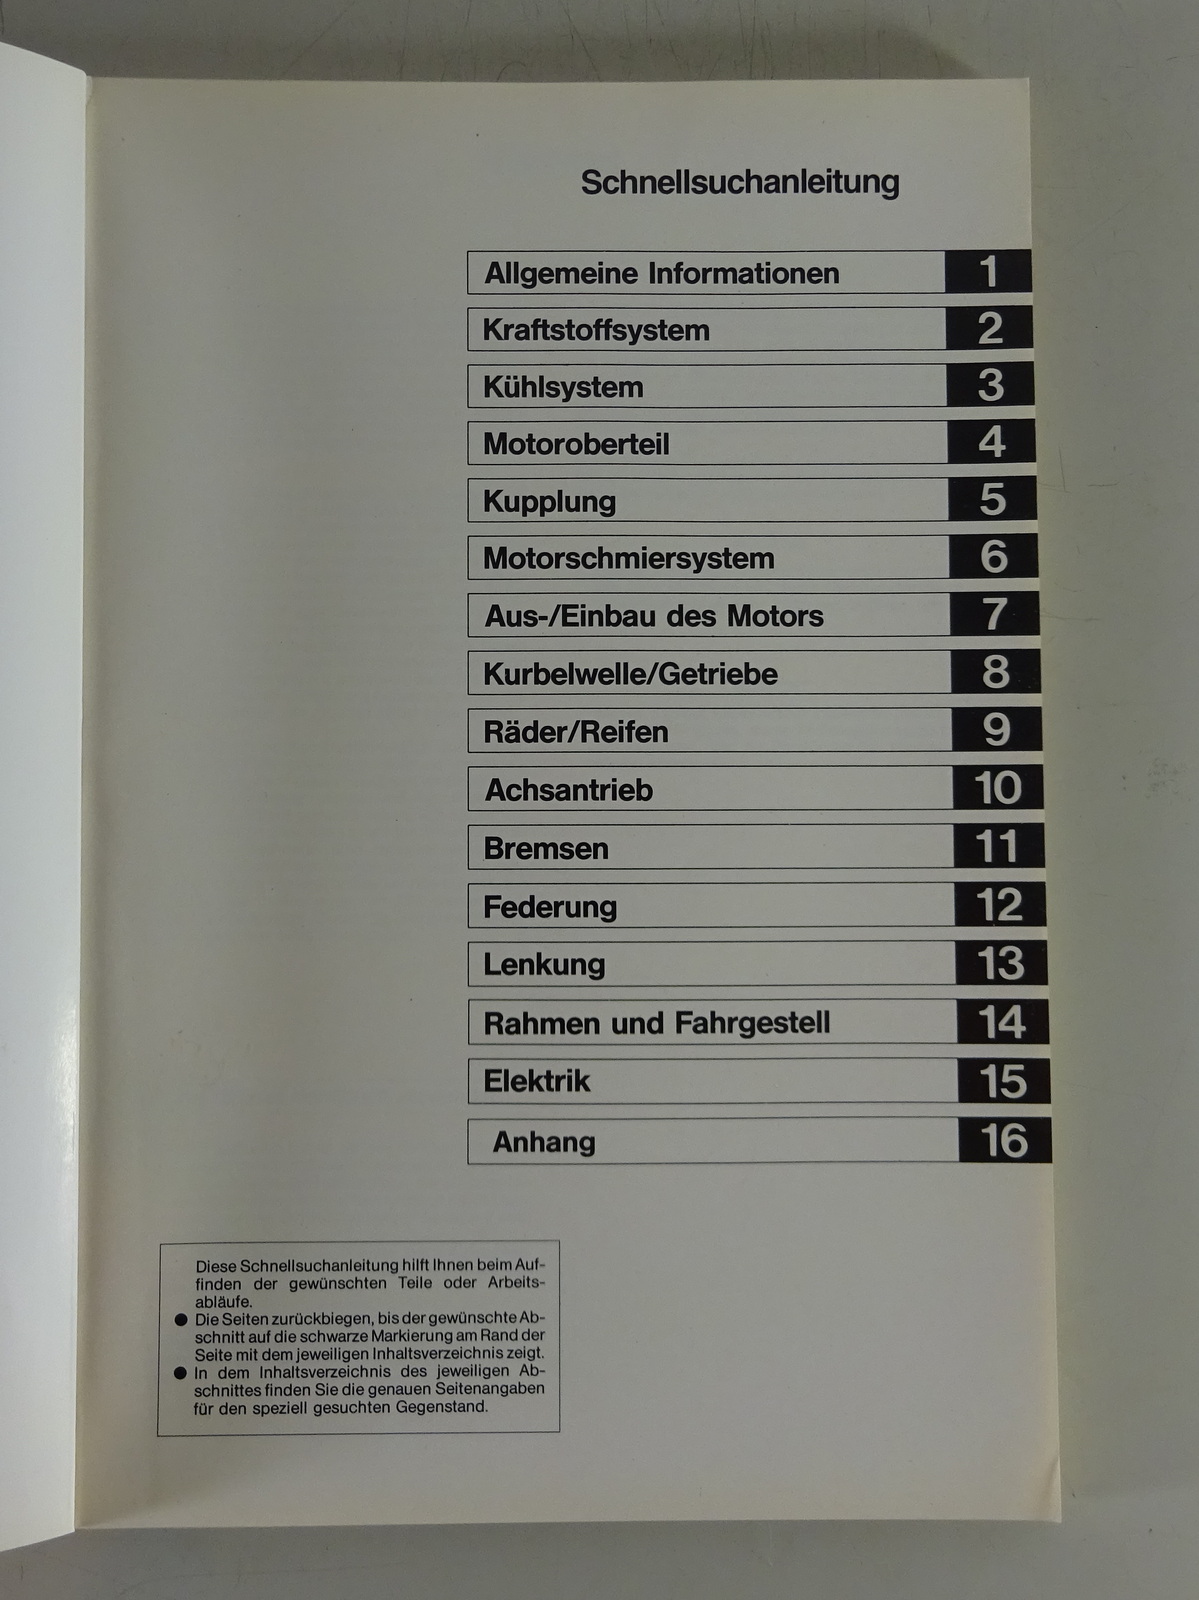 Schnellsuchanleitung
Allgemeine Informationen 1
Kraftstoffsystem 2
Kühlsystem 3
Motoroberteil 4
Kupplung 5
Motorschmiersystem 6
Aus-/Einbau des Motors 7
Kurbelwelle/Getriebe 8
Räder/Reifen 9
Achsantrieb 10
Bremsen 11
Federung 12
Lenkung 13
Rahmen und Fahrgestell 14
Elektrik 15
Anhang 16
Diese Schnellsuchanleitung hilft Ihnen beim Auf-
finden der gewünschten Teile oder Arbeits-
abläufe.
● Die Seiten zurückbiegen, bis der gewünschte Ab-
schnitt auf die schwarze Markierung am Rand der
Seite mit dem jeweiligen Inhaltsverzeichnis zeigt.
● In dem Inhaltsverzeichnis des jeweiligen Ab-
schnittes finden Sie die genauen Seitenangaben
für den speziell gesuchten Gegenstand.